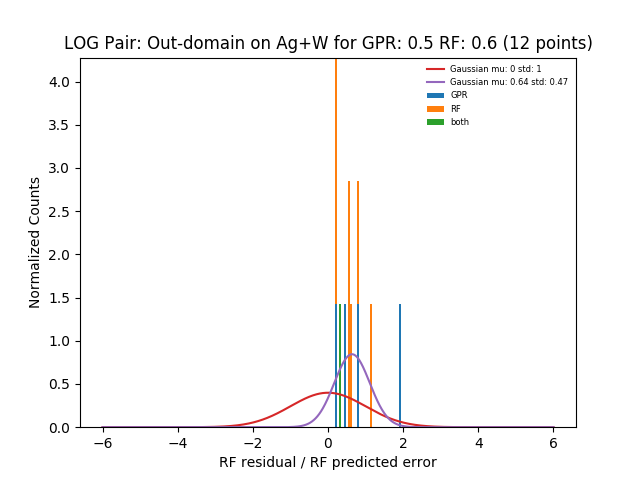 LOG Pair: Out-domain on Ag+W for GPR: 0.5 RF: 0.6 (12 points)
Gaussian mu: 0 std: 1
Gaussian mu: 0.64 std: 0.47
GPR
RF
both
Normalized Counts
4.0
3.5
3.0
2.5
2.0
1.5
1.0
0.5
0.0
−6 −4 −2 0 2 4 6
RF residual / RF predicted error